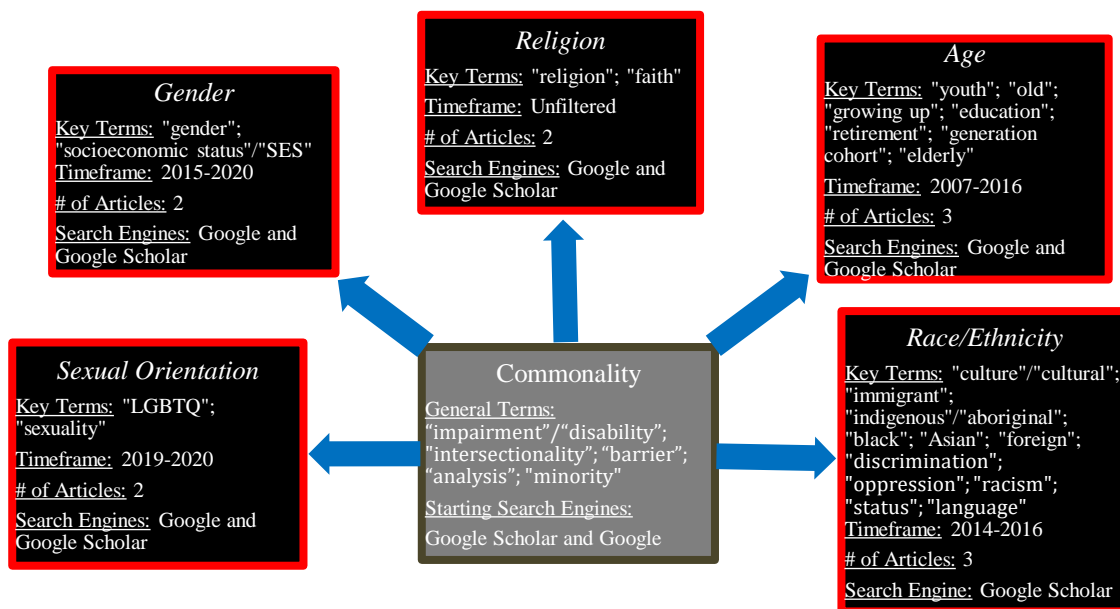 Religion
Key Terms: "religion"; "faith"
Timeframe: Unfiltered
# of Articles: 2
Search Engines: Google and
Google Scholar
Age
Key Terms: "youth"; "old";
"growing up"; "education";
"retirement"; "generation
cohort"; "elderly"
Timeframe: 2007-2016
# of Articles: 3
Search Engines: Google and
Google Scholar
Gender
Key Terms: "gender";
"socioeconomic status"/"SES"
Timeframe: 2015-2020
# of Articles: 2
Search Engines: Google and
Google Scholar
Sexual Orientation
Key Terms: "LGBTQ";
"sexuality"
Timeframe: 2019-2020
# of Articles: 2
Search Engines: Google and
Google Scholar
Commonality
General Terms:
“impairment”/“disability”;
"intersectionality"; “barrier”;
“analysis”; "minority"
Starting Search Engines:
Google Scholar and Google
Race/Ethnicity
Key Terms: "culture"/"cultural";
"immigrant";
"indigenous"/"aboriginal";
"black"; "Asian"; "foreign";
"discrimination";
"oppression"; "racism";
"status"; "language"
Timeframe: 2014-2016
# of Articles: 3
Search Engine: Google Scholar